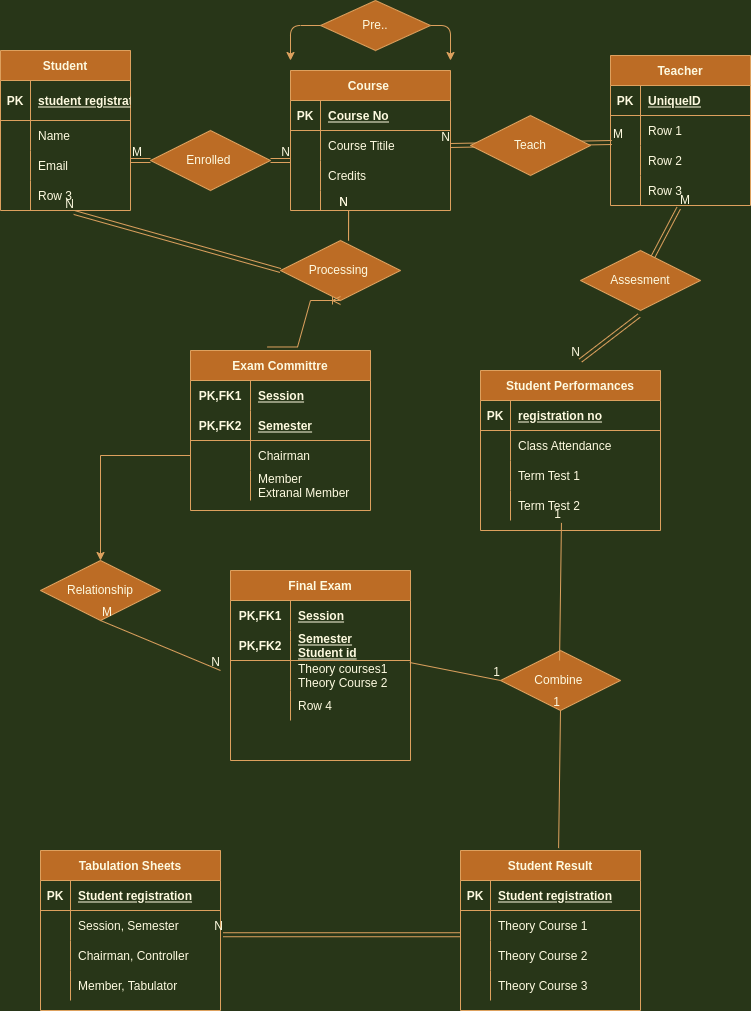 Pre..
Student
PK student registrat
Name
Email
Row 3
Course
PK Course No
Course Titile
Credits
Teacher
PK UniqueID
Row 1
Row 2
Row 3
M
Enrolled
N
N
Teach
M
N
N
M
Processing
Assesment
N
Exam Committre
PK,FK1 Session
PK,FK2 Semester
Chairman
Member
Extranal Member
Student Performances
PK registration no
Class Attendance
Term Test 1
Term Test 2
1
Relationship
M
N
Final Exam
PK,FK1 Session
PK,FK2 Semester
Student id
Theory courses1
Theory Course 2
Row 4
1
Combine
1
Tabulation Sheets
PK Student registration
Session, Semester
Chairman, Controller
Member, Tabulator
N
Student Result
PK Student registration
Theory Course 1
Theory Course 2
Theory Course 3